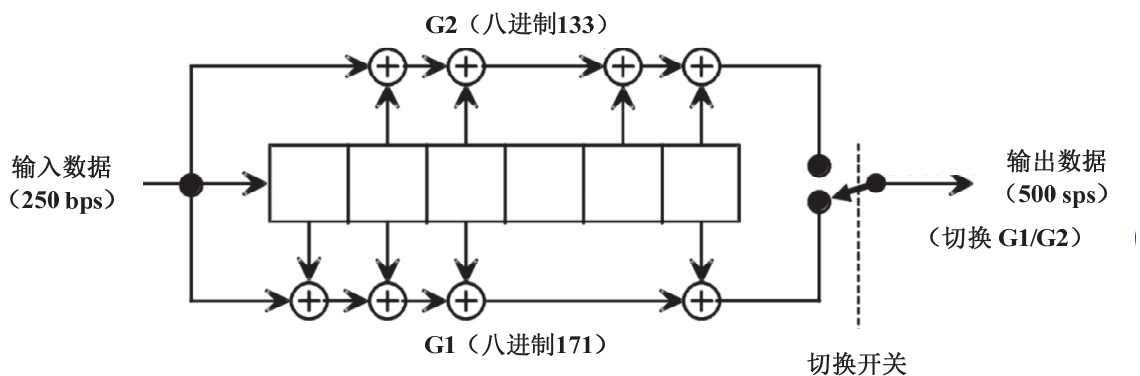 G2（八进制133）
输入数据
（250 bps）
输出数据
（500 sps）
（切换 G1/G2）
G1（八进制171）
切换开关